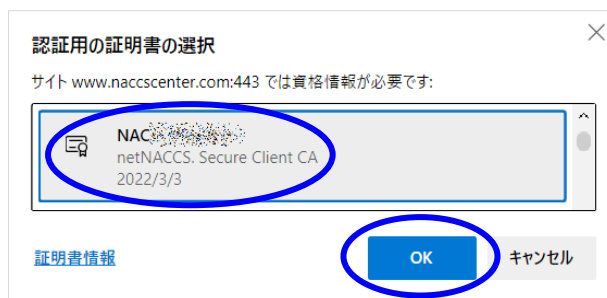 認証用の証明書の選択
サイト www.naccscenter.com:443 では資格情報が必要です:
netNACCS. Secure Client CA
2022/3/3
証明書情報
OK
キャンセル